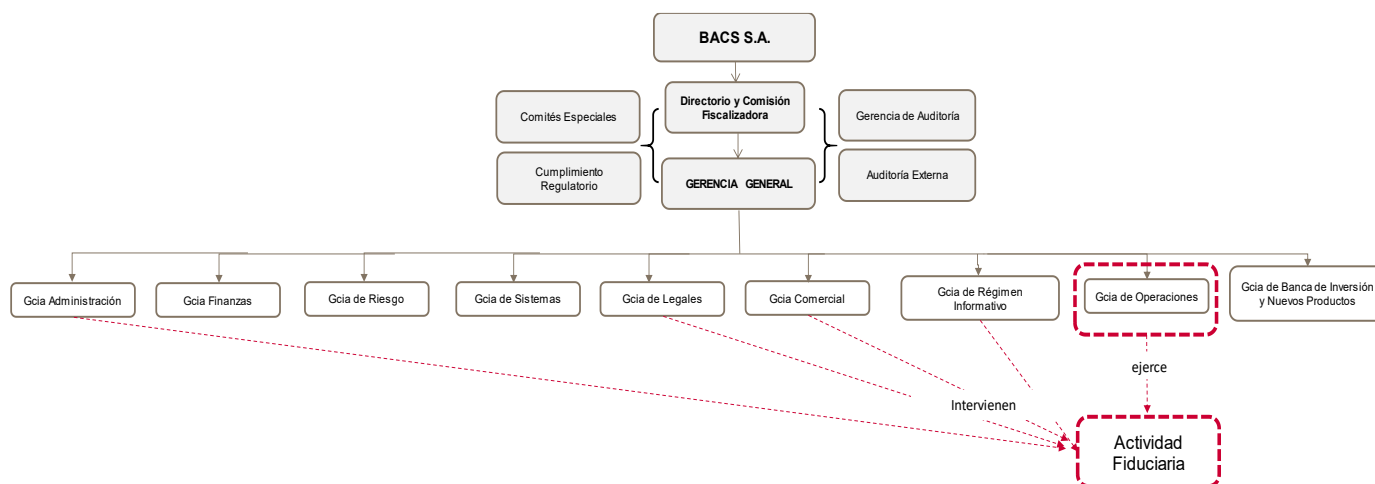 BACS S.A.
Directorio y Comisión
Fiscalizadora
Comités Especiales
Gerencia de Auditoría
Cumplimiento
Regulatorio
GERENCIA GENERAL
Auditoría Externa
Gcia Administración
Gcia Finanzas
Gcia de Riesgo
Gcia de Sistemas
Gcia de Legales
Gcia Comercial
Gcia de Régimen
Informativo
Gcia de Operaciones
Gcia de Banca de Inversión
y Nuevos Productos
ejerce
Intervienen
Actividad
Fiduciaria